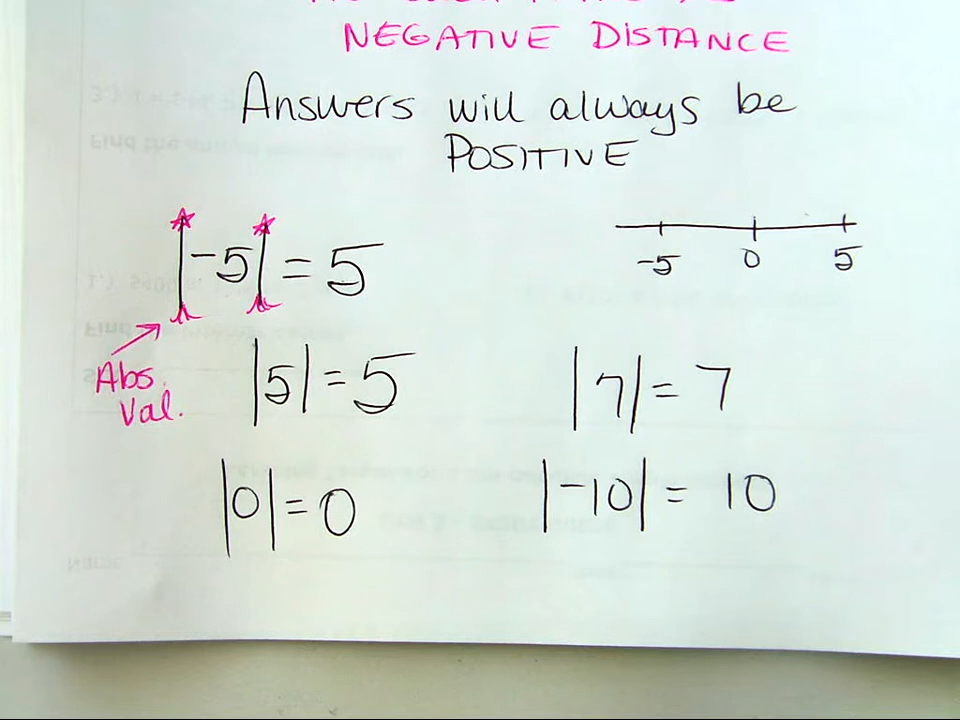 NEGATIVE DISTANCE
Answers will always be
POSITIVE
|-5| = 5
-5 0 5
Abs.
Val.
|5| = 5
|7| = 7
|0| = 0
|-10| = 10